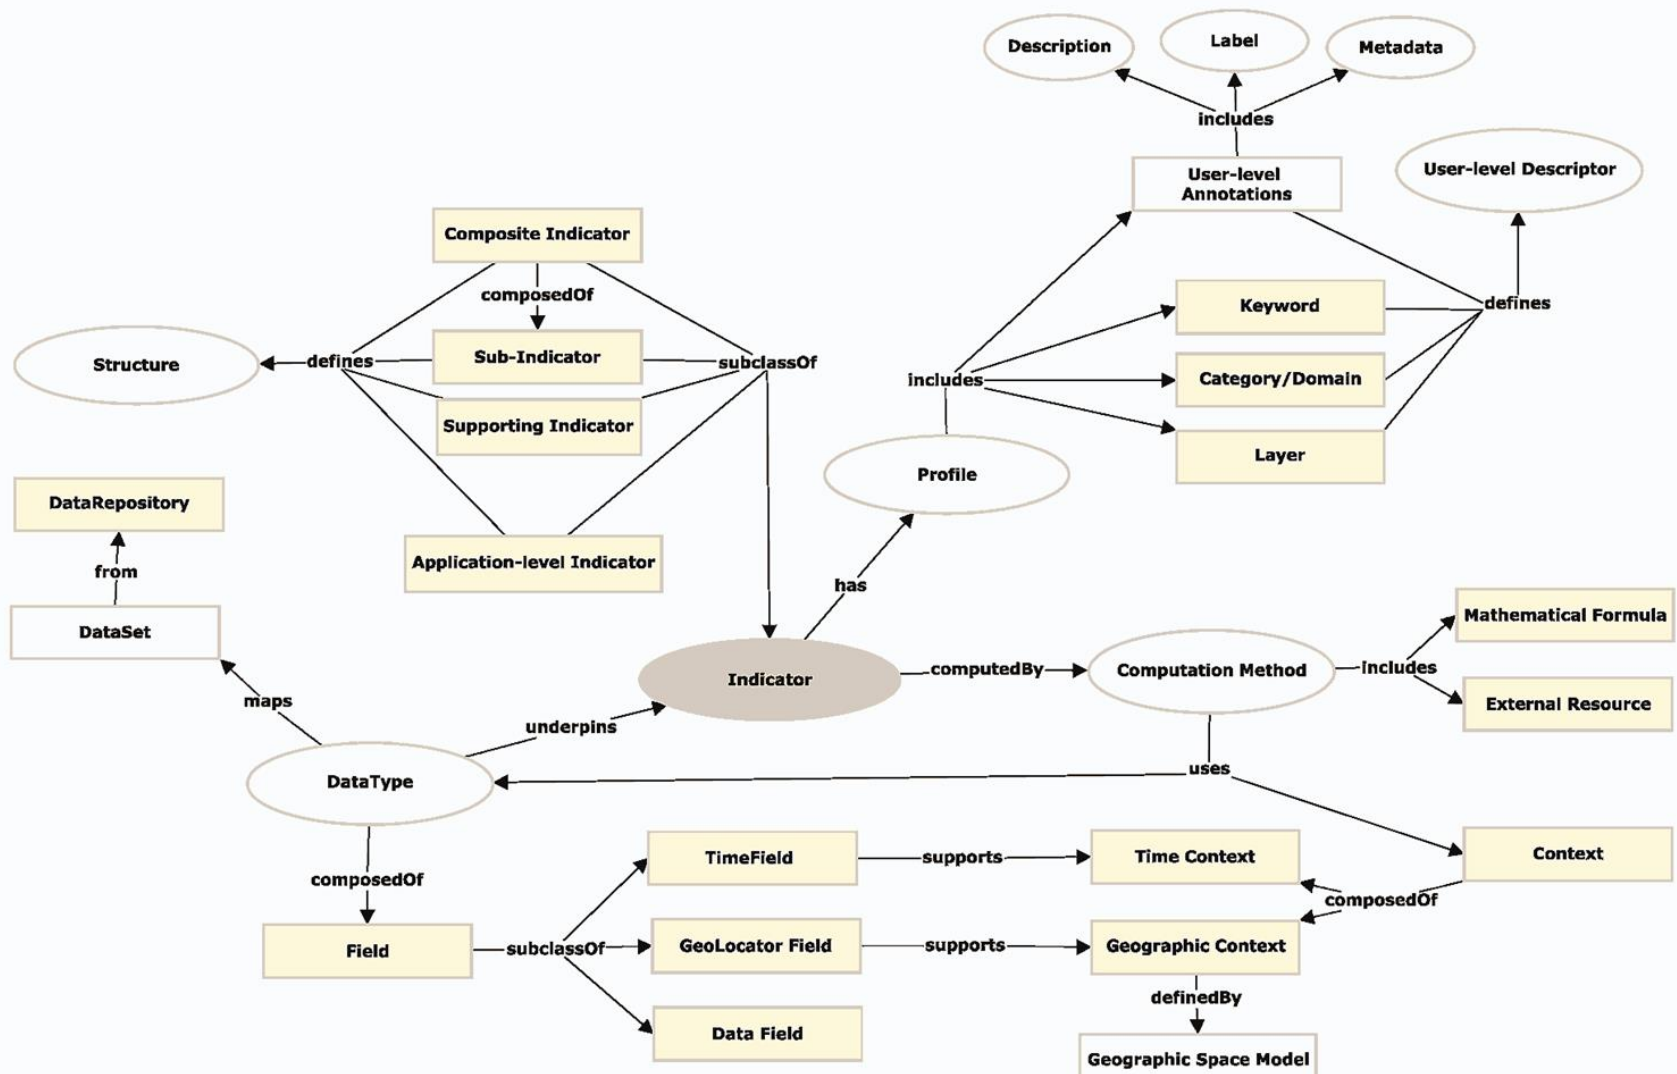 Description
Label
Metadata
includes
User-level
Annotations
User-level Descriptor
Composite Indicator
composedOf
Keyword
defines
Structure
defines
Sub-Indicator
subclassOf
includes
Category/Domain
Supporting Indicator
Layer
Profile
DataRepository
from
Application-level Indicator
has
DataSet
Mathematical Formula
Indicator
computedBy
Computation Method
includes
External Resource
maps
underpins
DataType
uses
composedOf
TimeField
supports
Time Context
Context
composedOf
Field
subclassOf
GeoLocator Field
supports
Geographic Context
definedBy
Data Field
Geographic Space Model